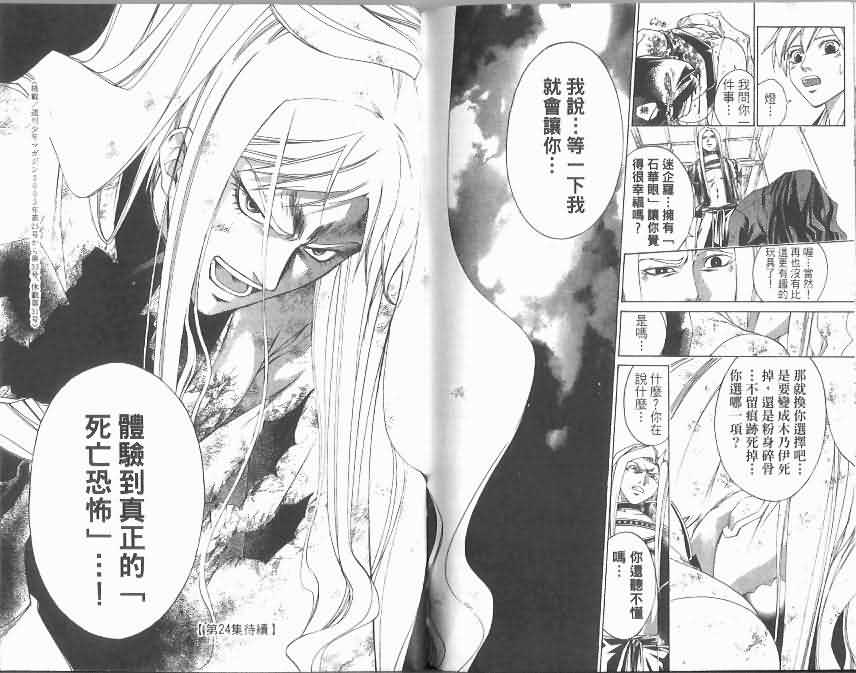 燈…
我問你
件事…
迷企羅…擁有「
石華眼」讓你覺
得很幸福嗎？
喔…當然！
再也沒有比
這更有趣的
玩具了！
是嗎…
那就換你選擇吧…
是要變成木乃伊死
掉，還是粉身碎骨
…不留痕跡死掉…
你選哪一項？
什麼？你在
說什麼…
你還聽不懂
嗎…
我說…等一下我
就會讓你…
體驗到真正的「
死亡恐怖」…！
【第24集待續】